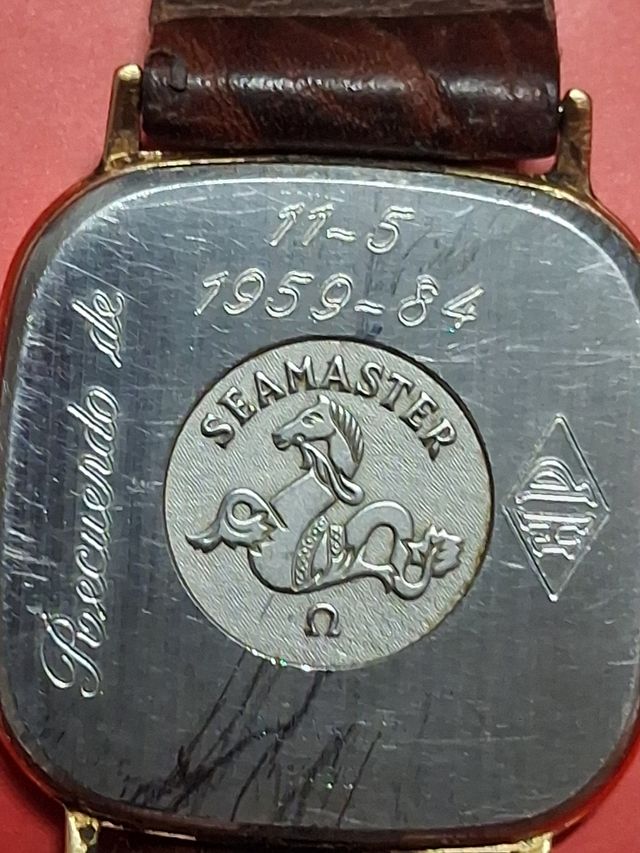 11-5
1959-84
Recuerdo de
SEAMASTER
Ω